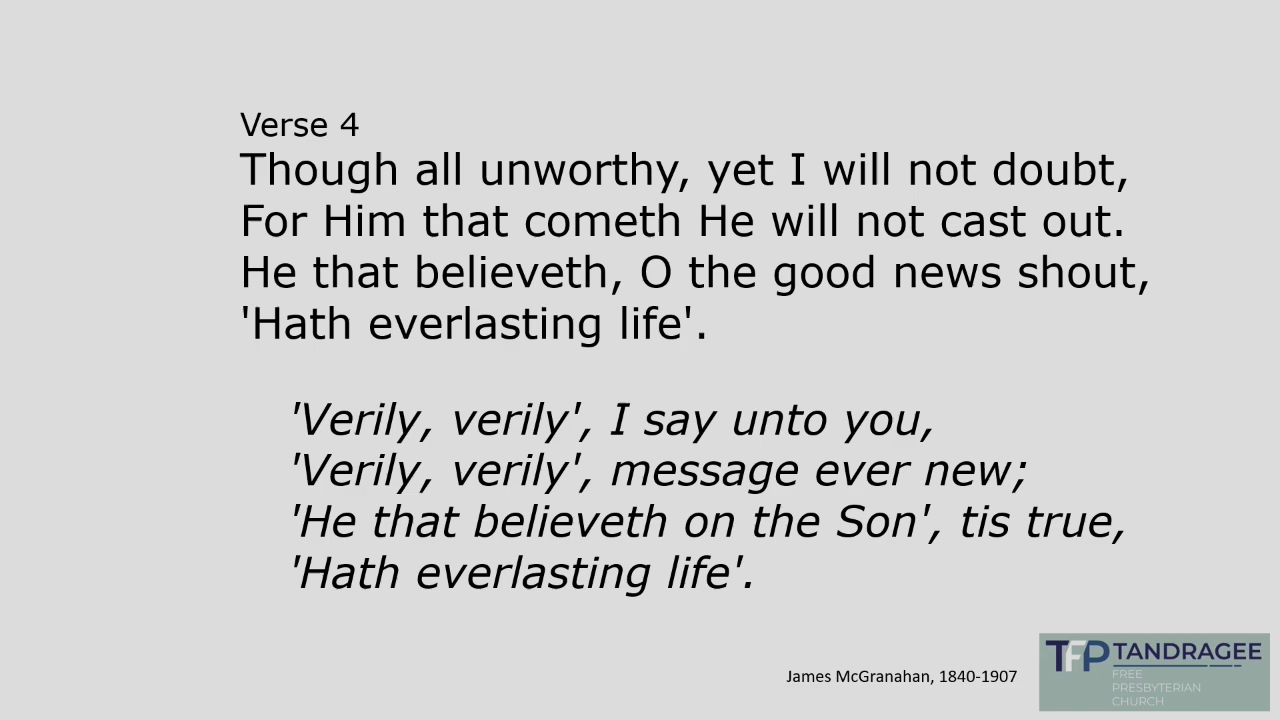 Verse 4
Though all unworthy, yet I will not doubt,
For Him that cometh He will not cast out.
He that believeth, O the good news shout,
'Hath everlasting life'.
'Verily, verily', I say unto you,
'Verily, verily', message ever new;
'He that believeth on the Son', tis true,
'Hath everlasting life'.
James McGranahan, 1840-1907
TFP TANDRAGEE
FREE
PRESBYTERIAN
CHURCH